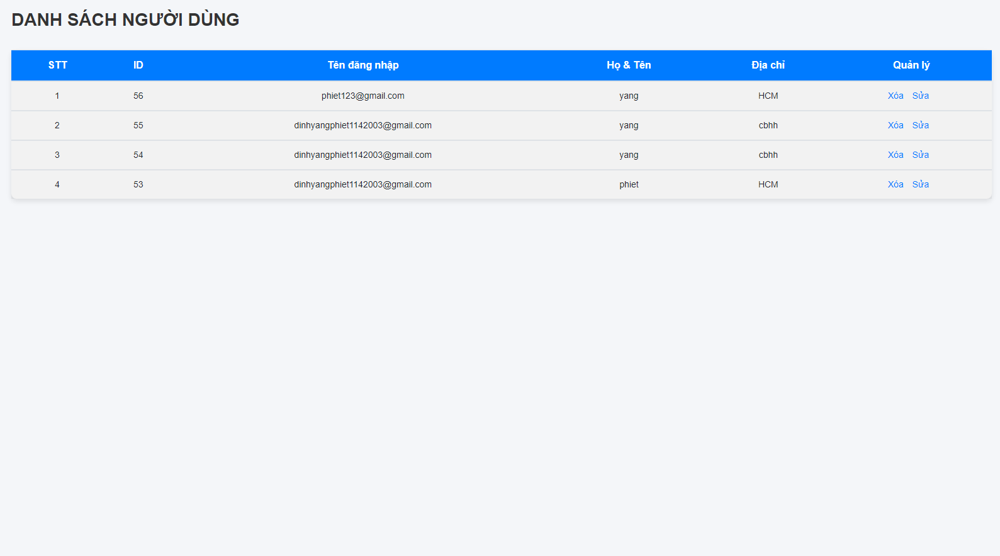 DANH SÁCH NGƯỜI DÙNG
STT ID Tên đăng nhập Họ & Tên Địa chỉ Quản lý
1 56 phiet123@gmail.com yang HCM Xóa Sửa
2 55 dinhyangphiet1142003@gmail.com yang cbhh Xóa Sửa
3 54 dinhyangphiet1142003@gmail.com yang cbhh Xóa Sửa
4 53 dinhyangphiet1142003@gmail.com phiet HCM Xóa Sửa